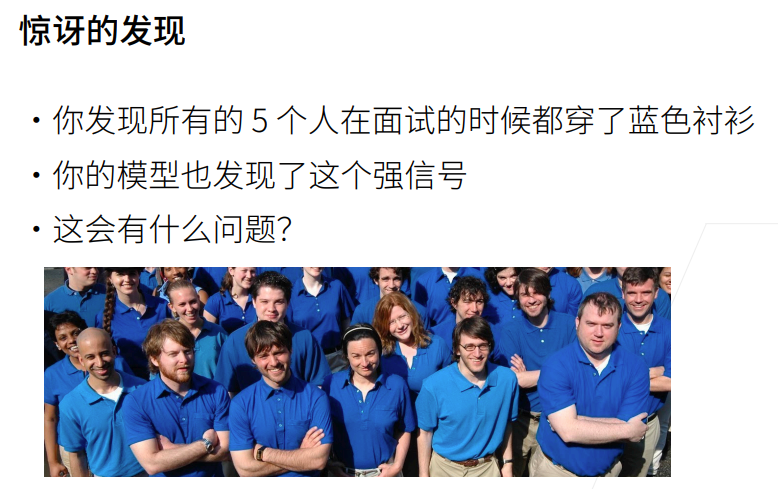 惊讶的发现
• 你发现所有的 5 个人在面试的时候都穿了蓝色衬衫
• 你的模型也发现了这个强信号
• 这会有什么问题？